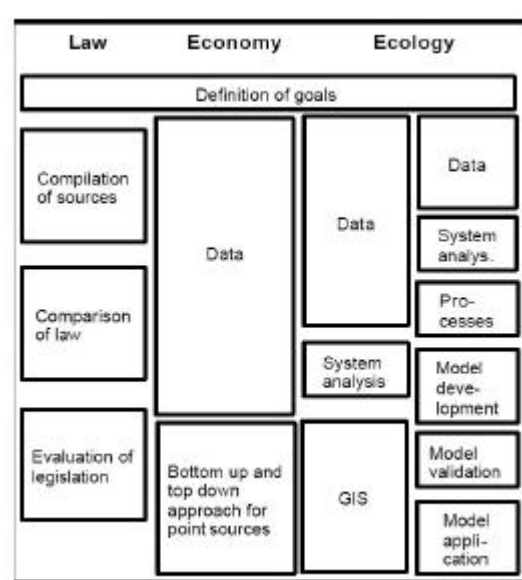 Law Economy Ecology
Definition of goals
Compilation
of sources
Comparison
of law
Evaluation of
legislation
Data
Bottom up and
top down
approach for
point sources
Data
System
analysis
GIS
Data
System
analys.
Pro-
cesses
Model
deve-
lopment
Model
validation
Model
appli-
cation